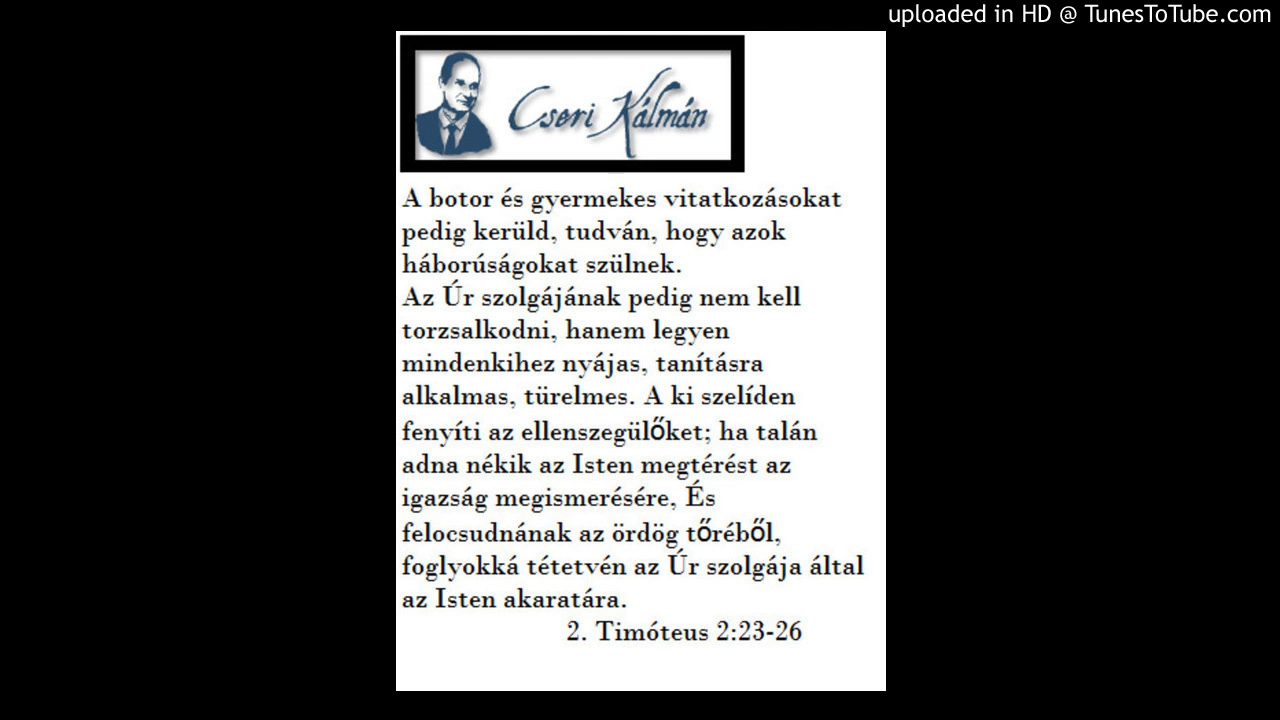 uploaded in HD @ TunesToTube.com
Cseri Kálmán
A botor és gyermekes vitatkozásokat
pedig kerüld, tudván, hogy azok
háborúságokat szülnek.
Az Úr szolgájának pedig nem kell
torzsalkodni, hanem legyen
mindenkihez nyájas, tanításra
alkalmas, türelmes. A ki szelíden
fenyíti az ellenszegülőket; ha talán
adna nékik az Isten megtérést az
igazság megismerésére, És
felocsudnának az ördög tőréből,
foglyokká tétetvén az Úr szolgája által
az Isten akaratára.
2. Timóteus 2:23-26